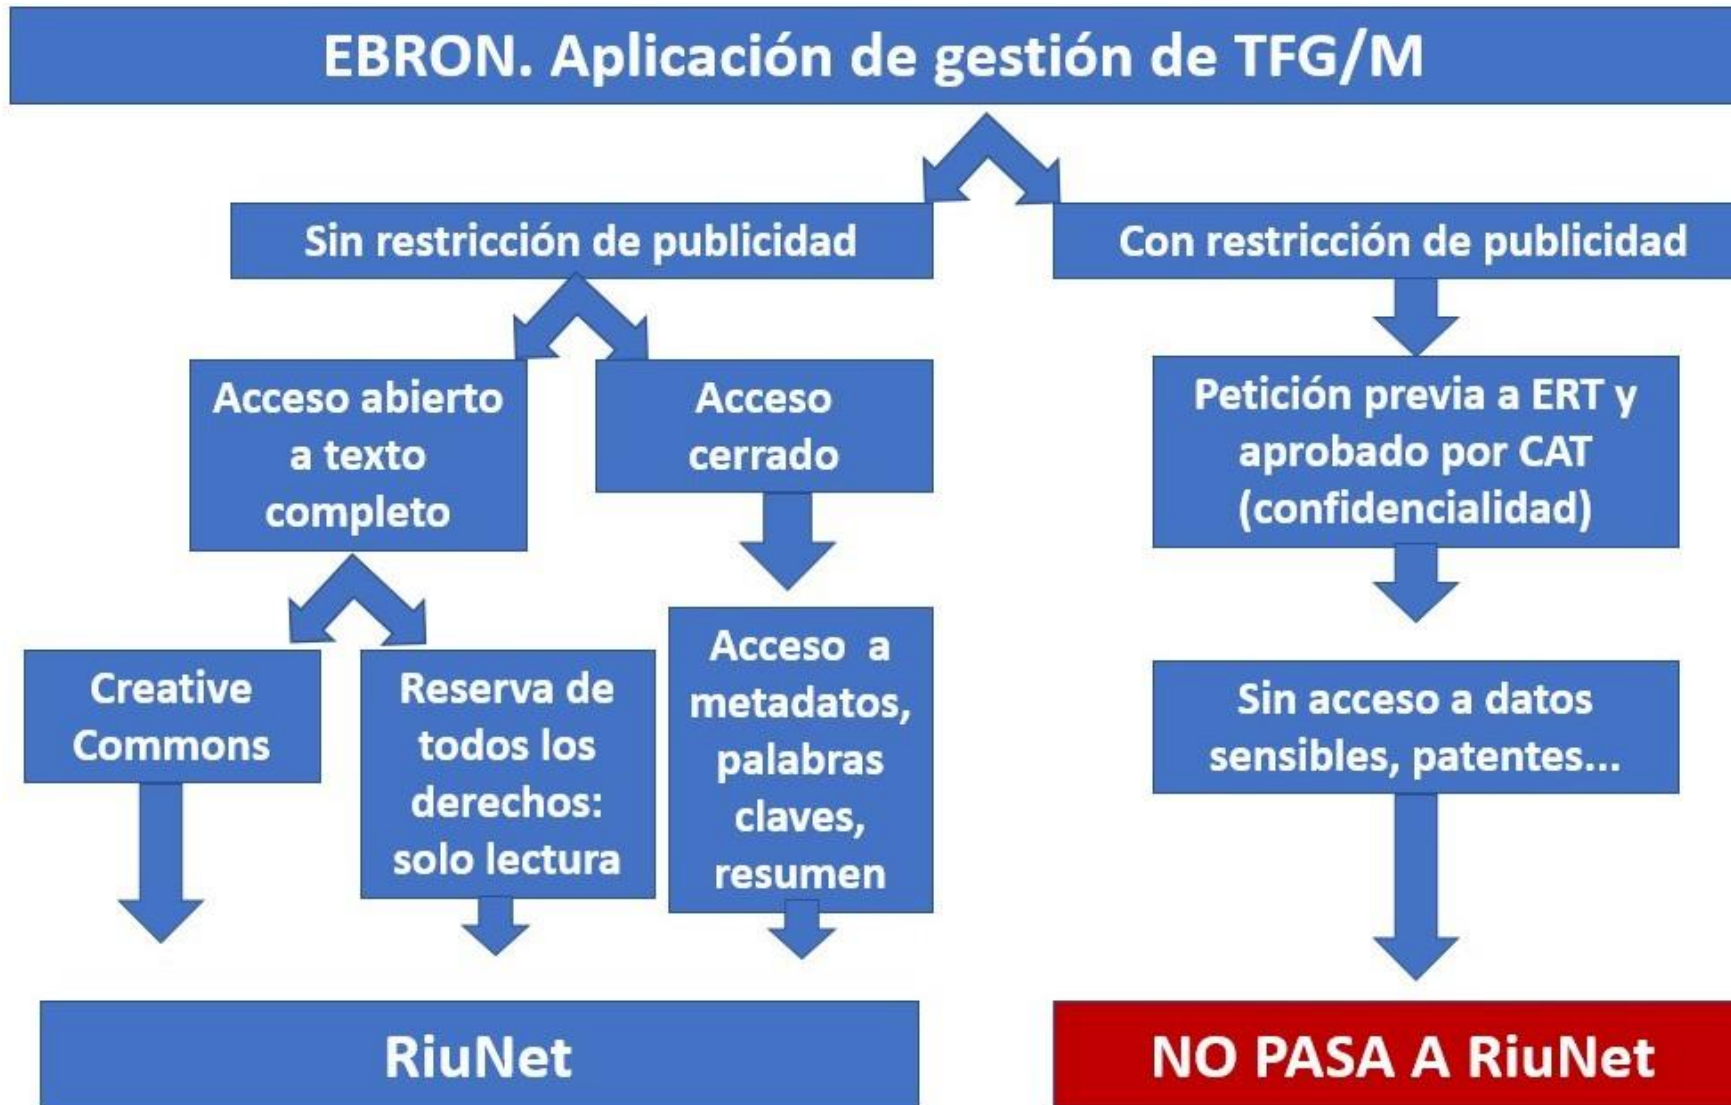 EBRON. Aplicación de gestión de TFG/M
Sin restricción de publicidad
Con restricción de publicidad
Acceso abierto
a texto
completo
Acceso
cerrado
Petición previa a ERT y
aprobado por CAT
(confidencialidad)
Creative
Commons
Reserva de
todos los
derechos:
solo lectura
Acceso a
metadatos,
palabras
claves,
resumen
Sin acceso a datos
sensibles, patentes...
RiuNet
NO PASA A RiuNet